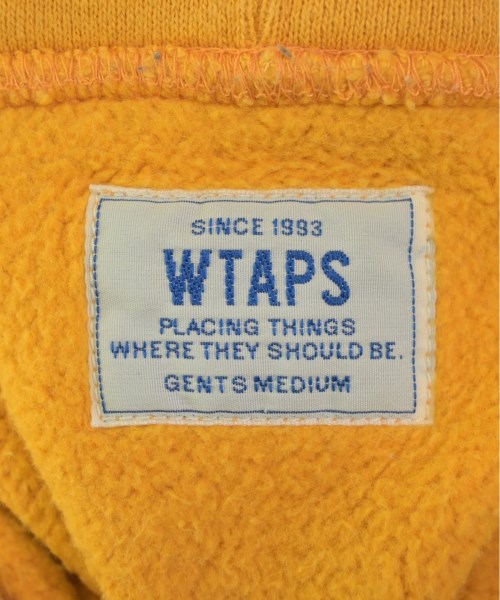 SINCE 1993
WTAPS
PLACING THINGS
WHERE THEY SHOULD BE.
GENTS MEDIUM